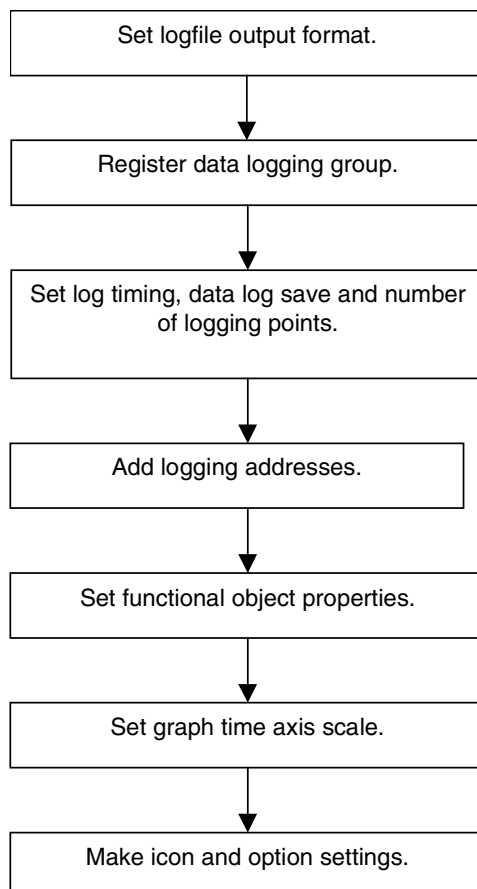 Set logfile output format.
Register data logging group.
Set log timing, data log save and number
of logging points.
Add logging addresses.
Set functional object properties.
Set graph time axis scale.
Make icon and option settings.